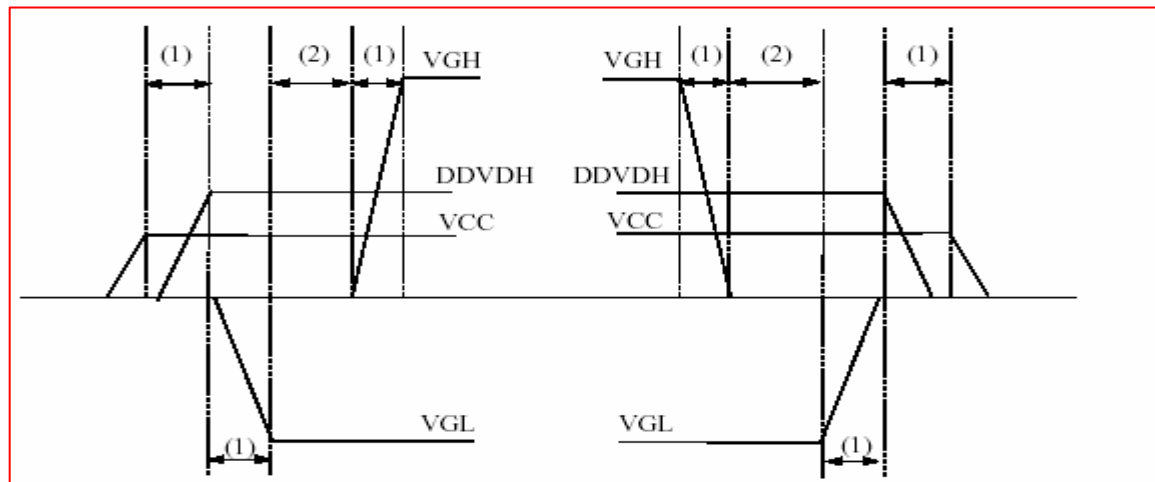 (1)
(2)
(1)
VGH
VGH
(1)
(2)
(1)
DDVDH
DDVDH
VCC
VCC
VGL
VGL
(1)
(1)